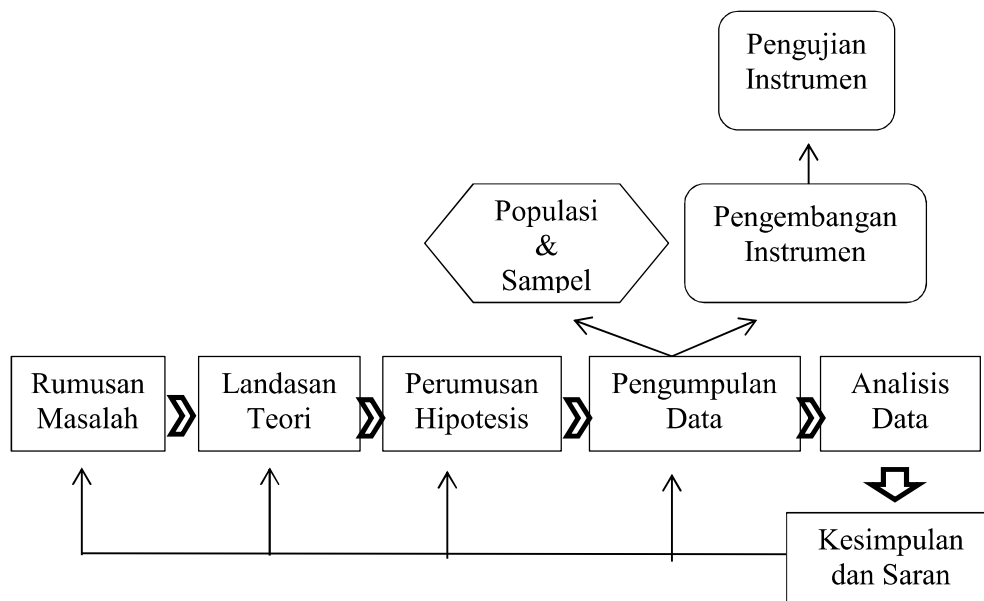 Pengujian
Instrumen
Populasi
&
Sampel
Pengembangan
Instrumen
Rumusan
Masalah
Landasan
Teori
Perumusan
Hipotesis
Pengumpulan
Data
Analisis
Data
Kesimpulan
dan Saran